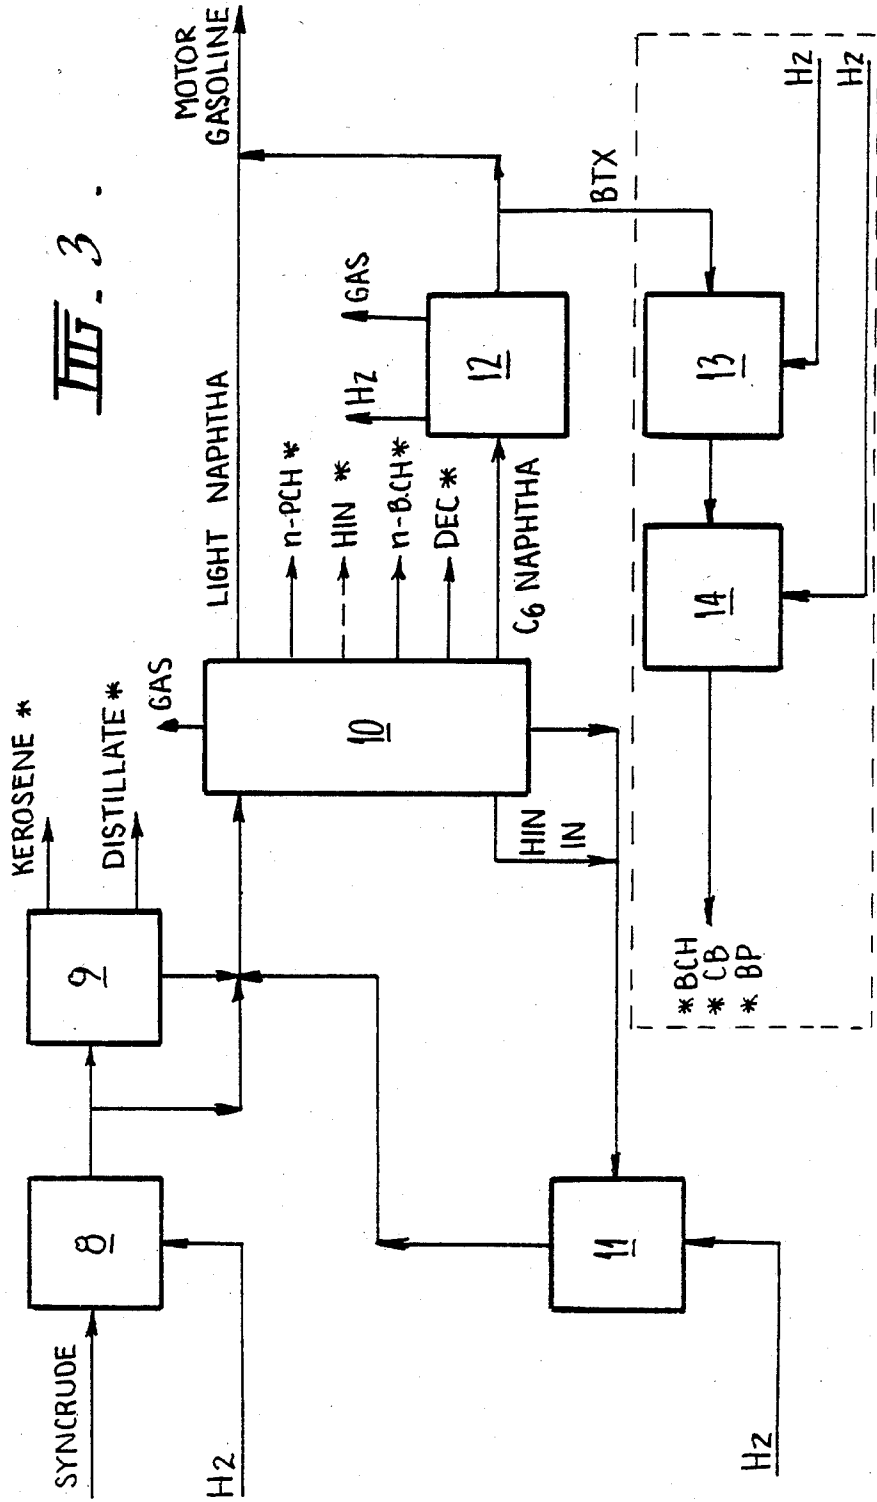 FIG. 3.
SYNCRUDE
H2
8
9
KEROSENE *
DISTILLATE *
GAS
10
LIGHT NAPHTHA
MOTOR
GASOLINE
n-PCH *
HIN *
n-B.CH *
DEC *
C6 NAPHTHA
H2
GAS
12
BTX
HIN
IN
11
H2
13
14
H2
H2
* BCH
* CB
* BP